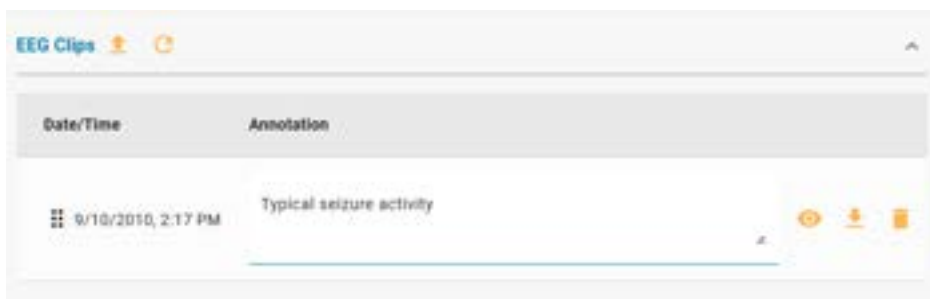 EEG Clips
Date/Time Annotation
9/10/2010, 2:17 PM Typical seizure activity